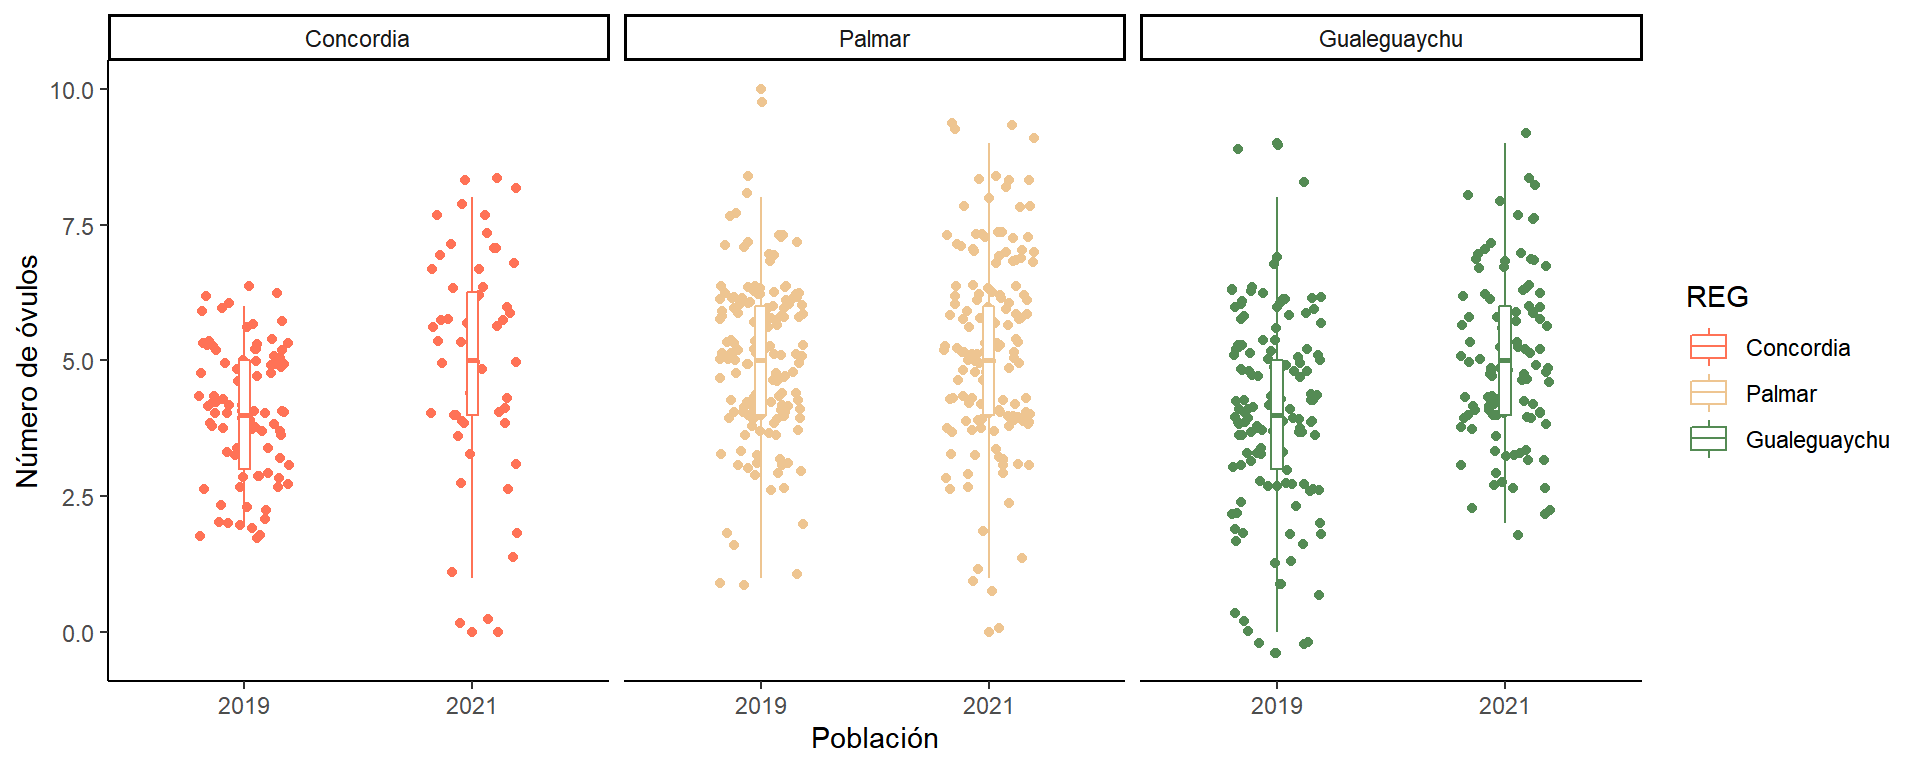 Concordia
Palmar
Gualeguaychu
10.0
7.5
5.0
2.5
0.0
Número de óvulos
2019
2021
2019
2021
2019
2021
Población
REG
Concordia
Palmar
Gualeguaychu